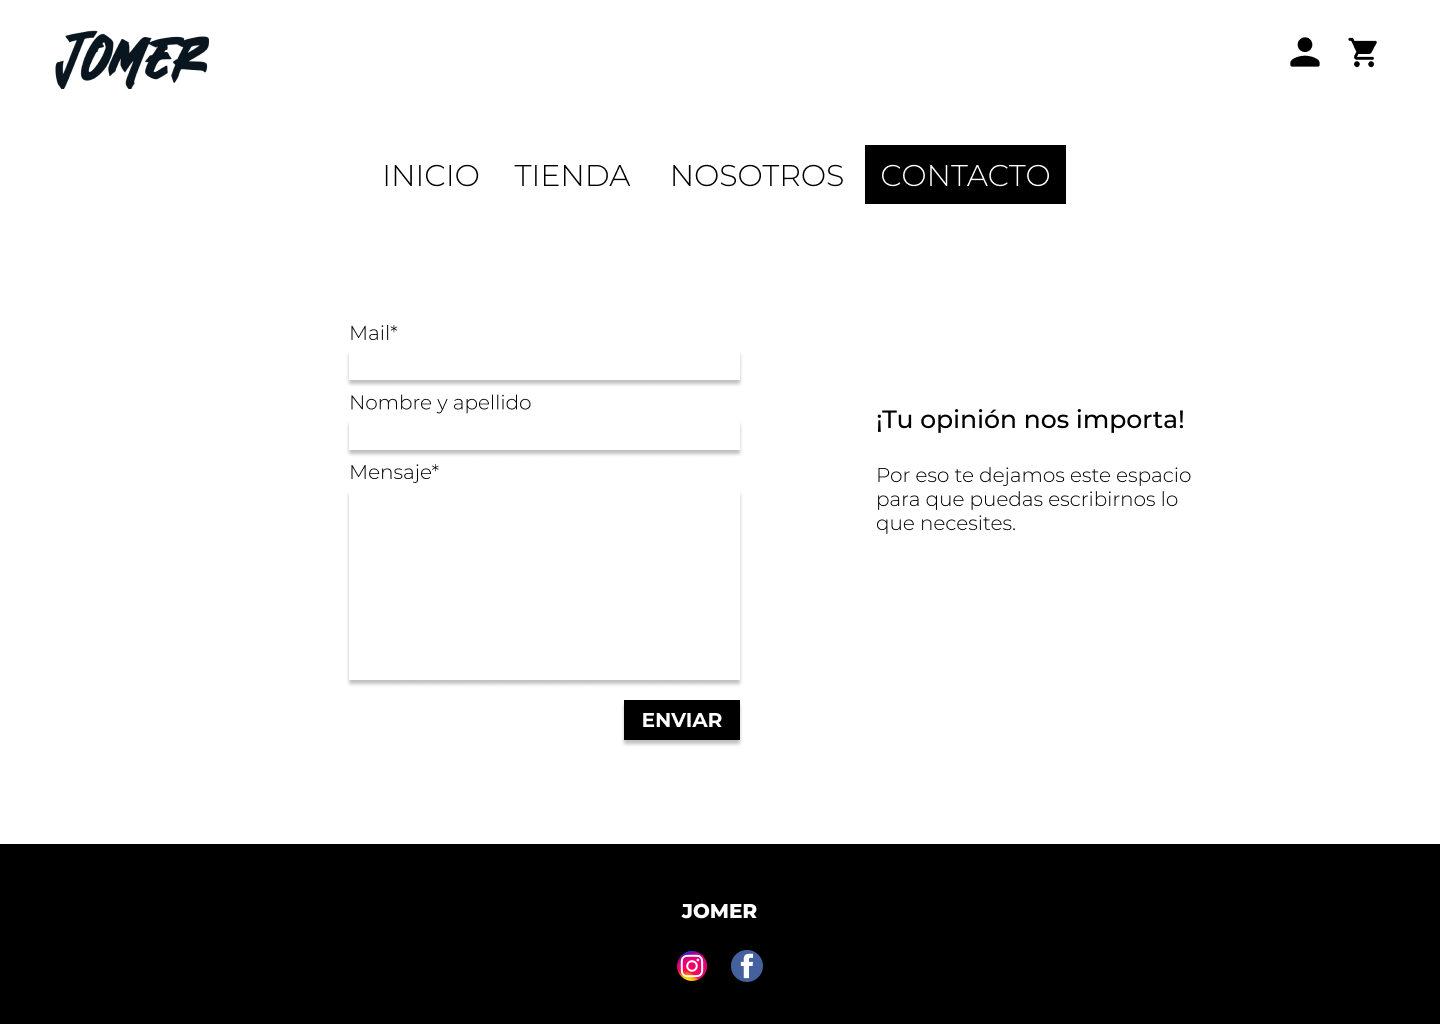 JOMER
INICIO TIENDA NOSOTROS CONTACTO
Mail*
Nombre y apellido
Mensaje*
ENVIAR
¡Tu opinión nos importa!
Por eso te dejamos este espacio
para que puedas escribirnos lo
que necesites.
JOMER